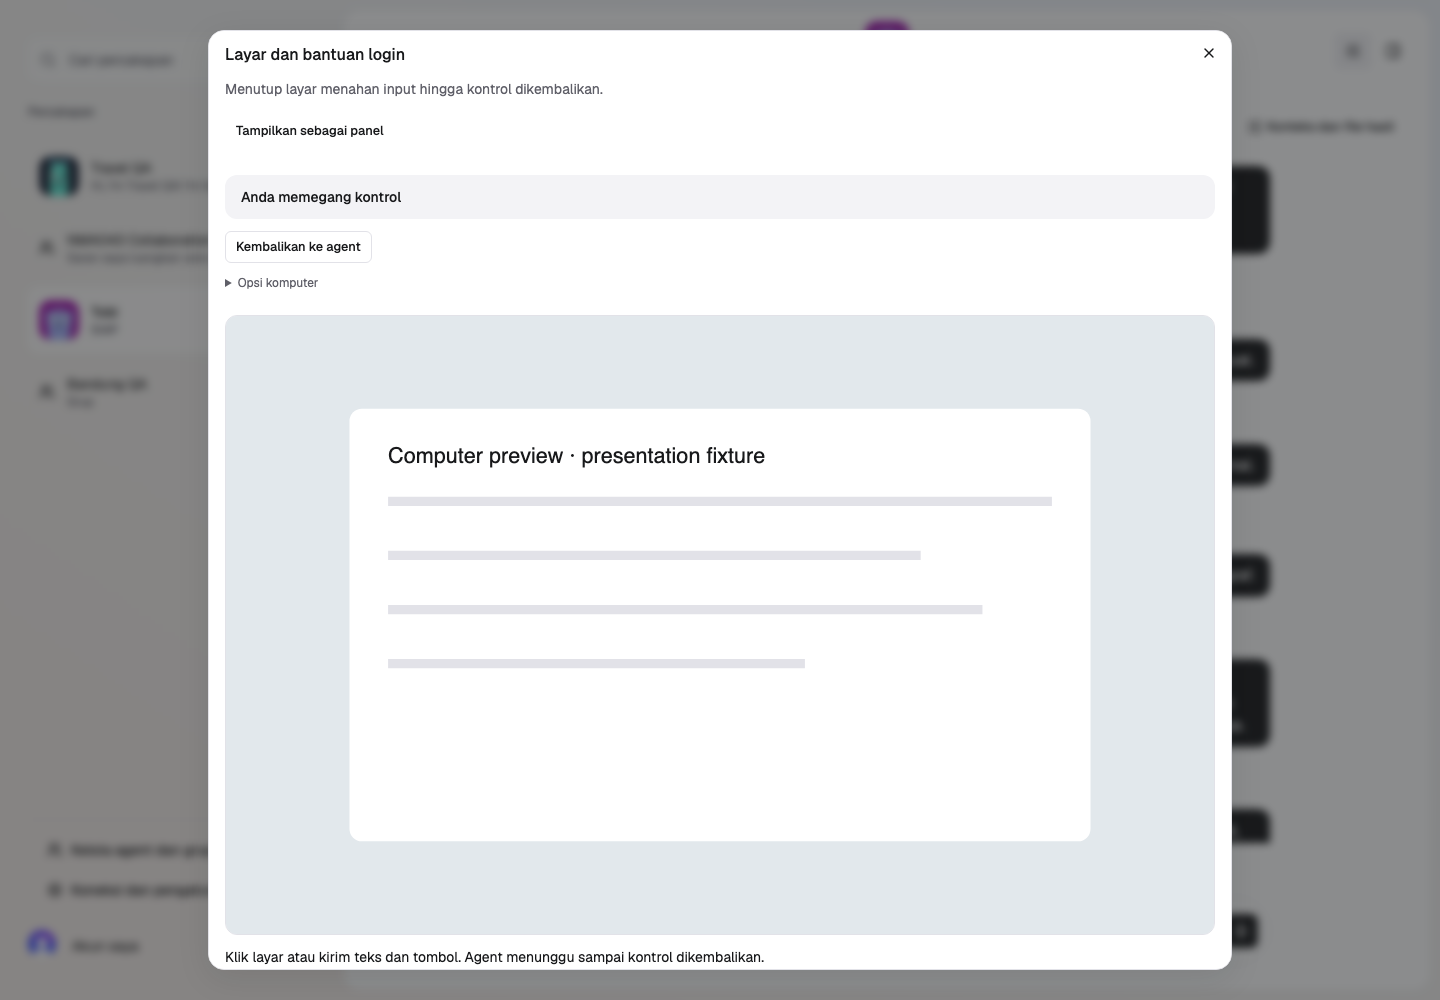 Layar dan bantuan login
Menutup layar menahan input hingga kontrol dikembalikan.
Tampilkan sebagai panel
Anda memegang kontrol
Kembalikan ke agent
Opsi komputer
Computer preview · presentation fixture
Klik layar atau kirim teks dan tombol. Agent menunggu sampai kontrol dikembalikan.